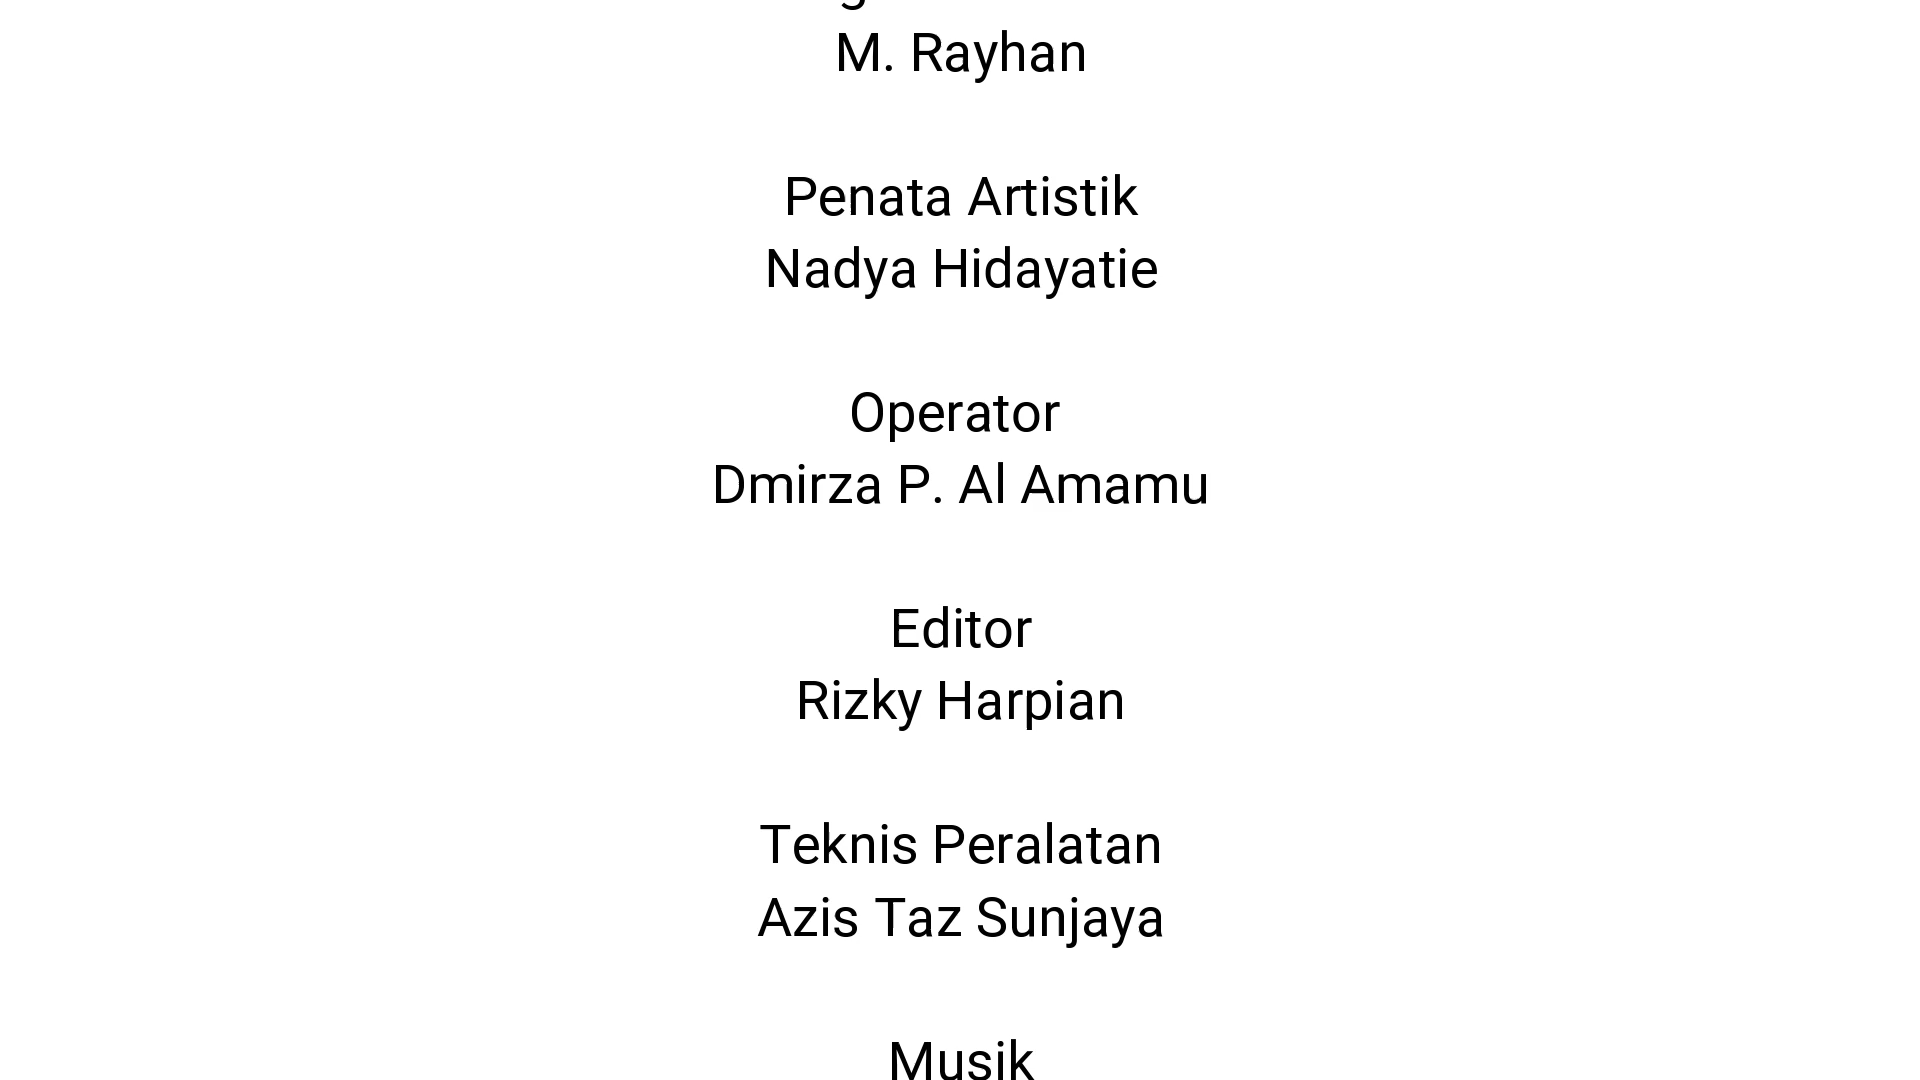 M. Rayhan
Penata Artistik
Nadya Hidayatie
Operator
Dmirza P. Al Amamu
Editor
Rizky Harpian
Teknis Peralatan
Azis Taz Sunjaya
Musik